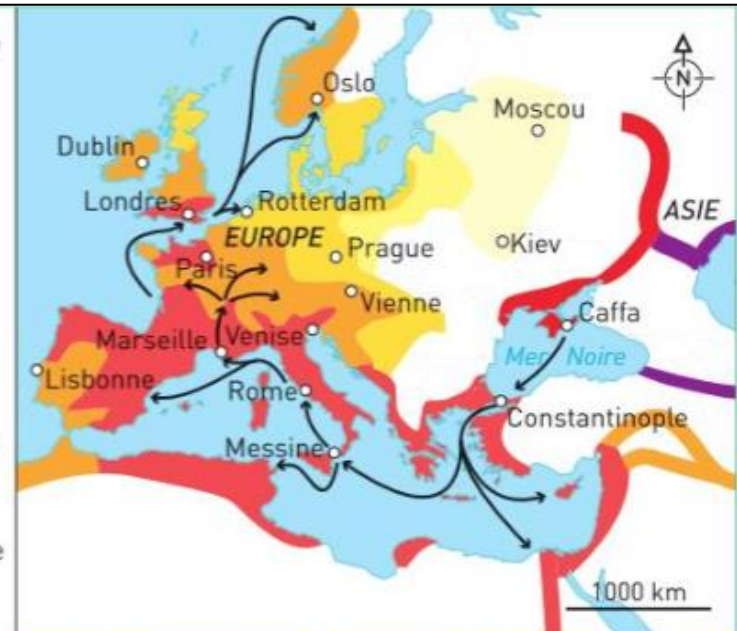 N
Oslo
Moscou
Dublin
Londres
Rotterdam
ASIE
EUROPE
Prague
Kiev
Paris
Vienne
Caffa
Marseille
Venise
Mer Noire
Lisbonne
Rome
Constantinople
Messine
1000 km